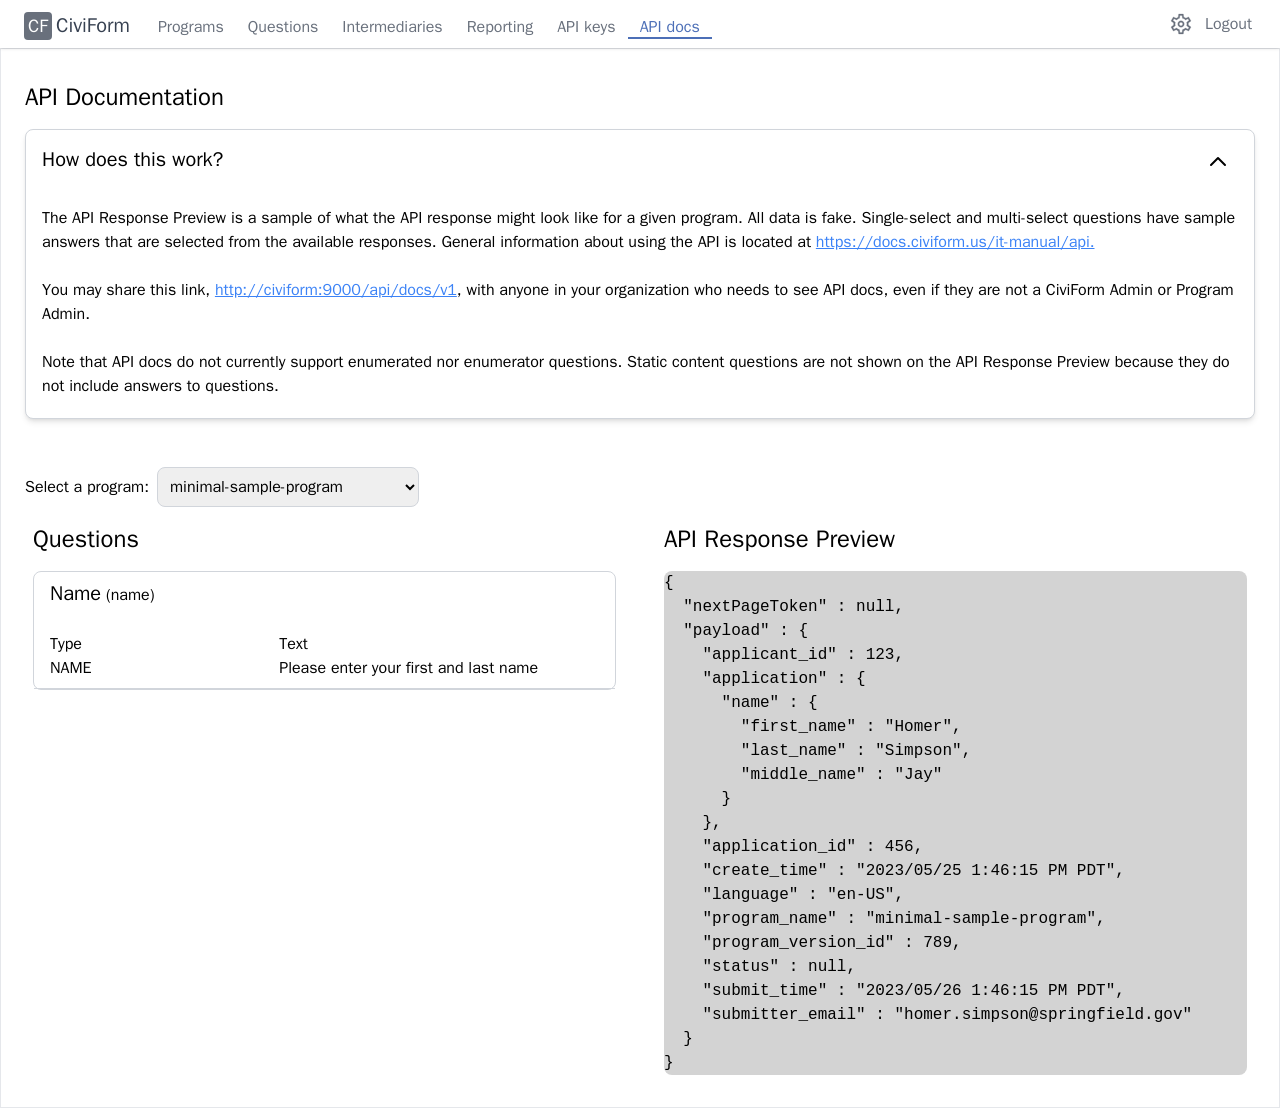 CF CiviForm Programs Questions Intermediaries Reporting API keys API docs Logout
API Documentation
How does this work?
The API Response Preview is a sample of what the API response might look like for a given program. All data is fake. Single-select and multi-select questions have sample
answers that are selected from the available responses. General information about using the API is located at https://docs.civiform.us/it-manual/api.
You may share this link, http://civiform:9000/api/docs/v1, with anyone in your organization who needs to see API docs, even if they are not a CiviForm Admin or Program
Admin.
Note that API docs do not currently support enumerated nor enumerator questions. Static content questions are not shown on the API Response Preview because they do
not include answers to questions.
Select a program: minimal-sample-program
Questions
Name (name)
Type Text
NAME Please enter your first and last name
API Response Preview
{
  "nextPageToken" : null,
  "payload" : {
    "applicant_id" : 123,
    "application" : {
      "name" : {
        "first_name" : "Homer",
        "last_name" : "Simpson",
        "middle_name" : "Jay"
      }
    },
    "application_id" : 456,
    "create_time" : "2023/05/25 1:46:15 PM PDT",
    "language" : "en-US",
    "program_name" : "minimal-sample-program",
    "program_version_id" : 789,
    "status" : null,
    "submit_time" : "2023/05/26 1:46:15 PM PDT",
    "submitter_email" : "homer.simpson@springfield.gov"
  }
}